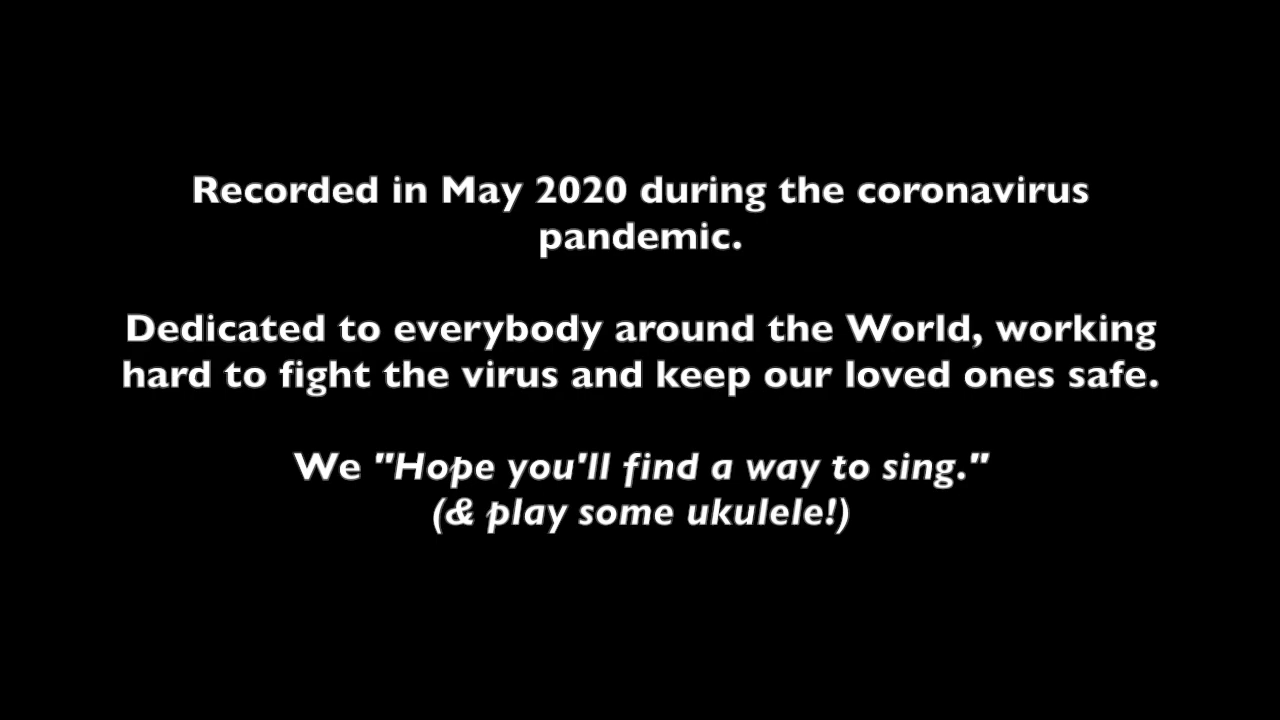 Recorded in May 2020 during the coronavirus
pandemic.
Dedicated to everybody around the World, working
hard to fight the virus and keep our loved ones safe.
We "Hope you'll find a way to sing."
(& play some ukulele!)